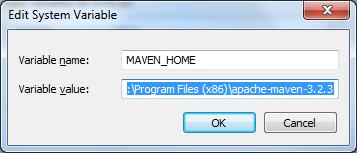 Edit System Variable
Variable name: MAVEN_HOME
Variable value: :\Program Files (x86)\apache-maven-3.2.3
OK Cancel